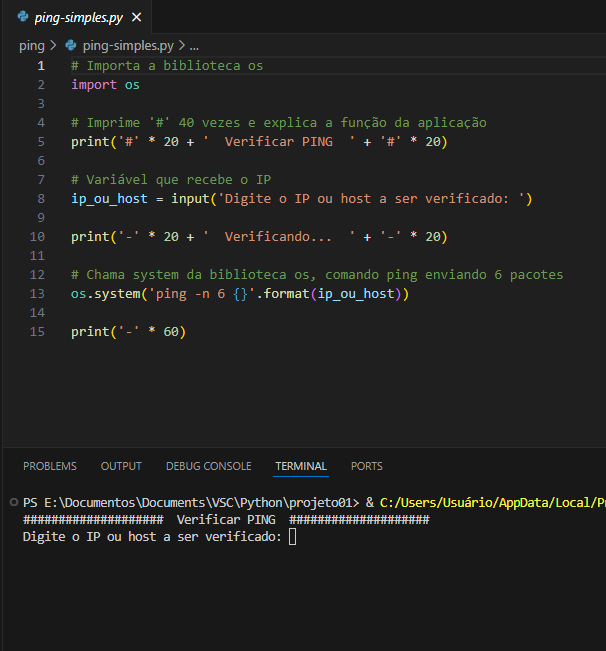 ping-simples.py
ping > ping-simples.py > ...
1 # Importa a biblioteca os
2 import os
3
4 # Imprime '#' 40 vezes e explica a função da aplicação
5 print('#' * 20 + '  Verificar PING  ' + '#' * 20)
6
7 # Variável que recebe o IP
8 ip_ou_host = input('Digite o IP ou host a ser verificado: ')
9
10 print('-' * 20 + '  Verificando...  ' + '-' * 20)
11
12 # Chama system da biblioteca os, comando ping enviando 6 pacotes
13 os.system('ping -n 6 {}'.format(ip_ou_host))
14
15 print('-' * 60)
PROBLEMS OUTPUT DEBUG CONSOLE TERMINAL PORTS
PS E:\Documentos\Documents\VSC\Python\projeto01> & C:/Users/Usuário/AppData/Local/P
####################  Verificar PING  ####################
Digite o IP ou host a ser verificado: